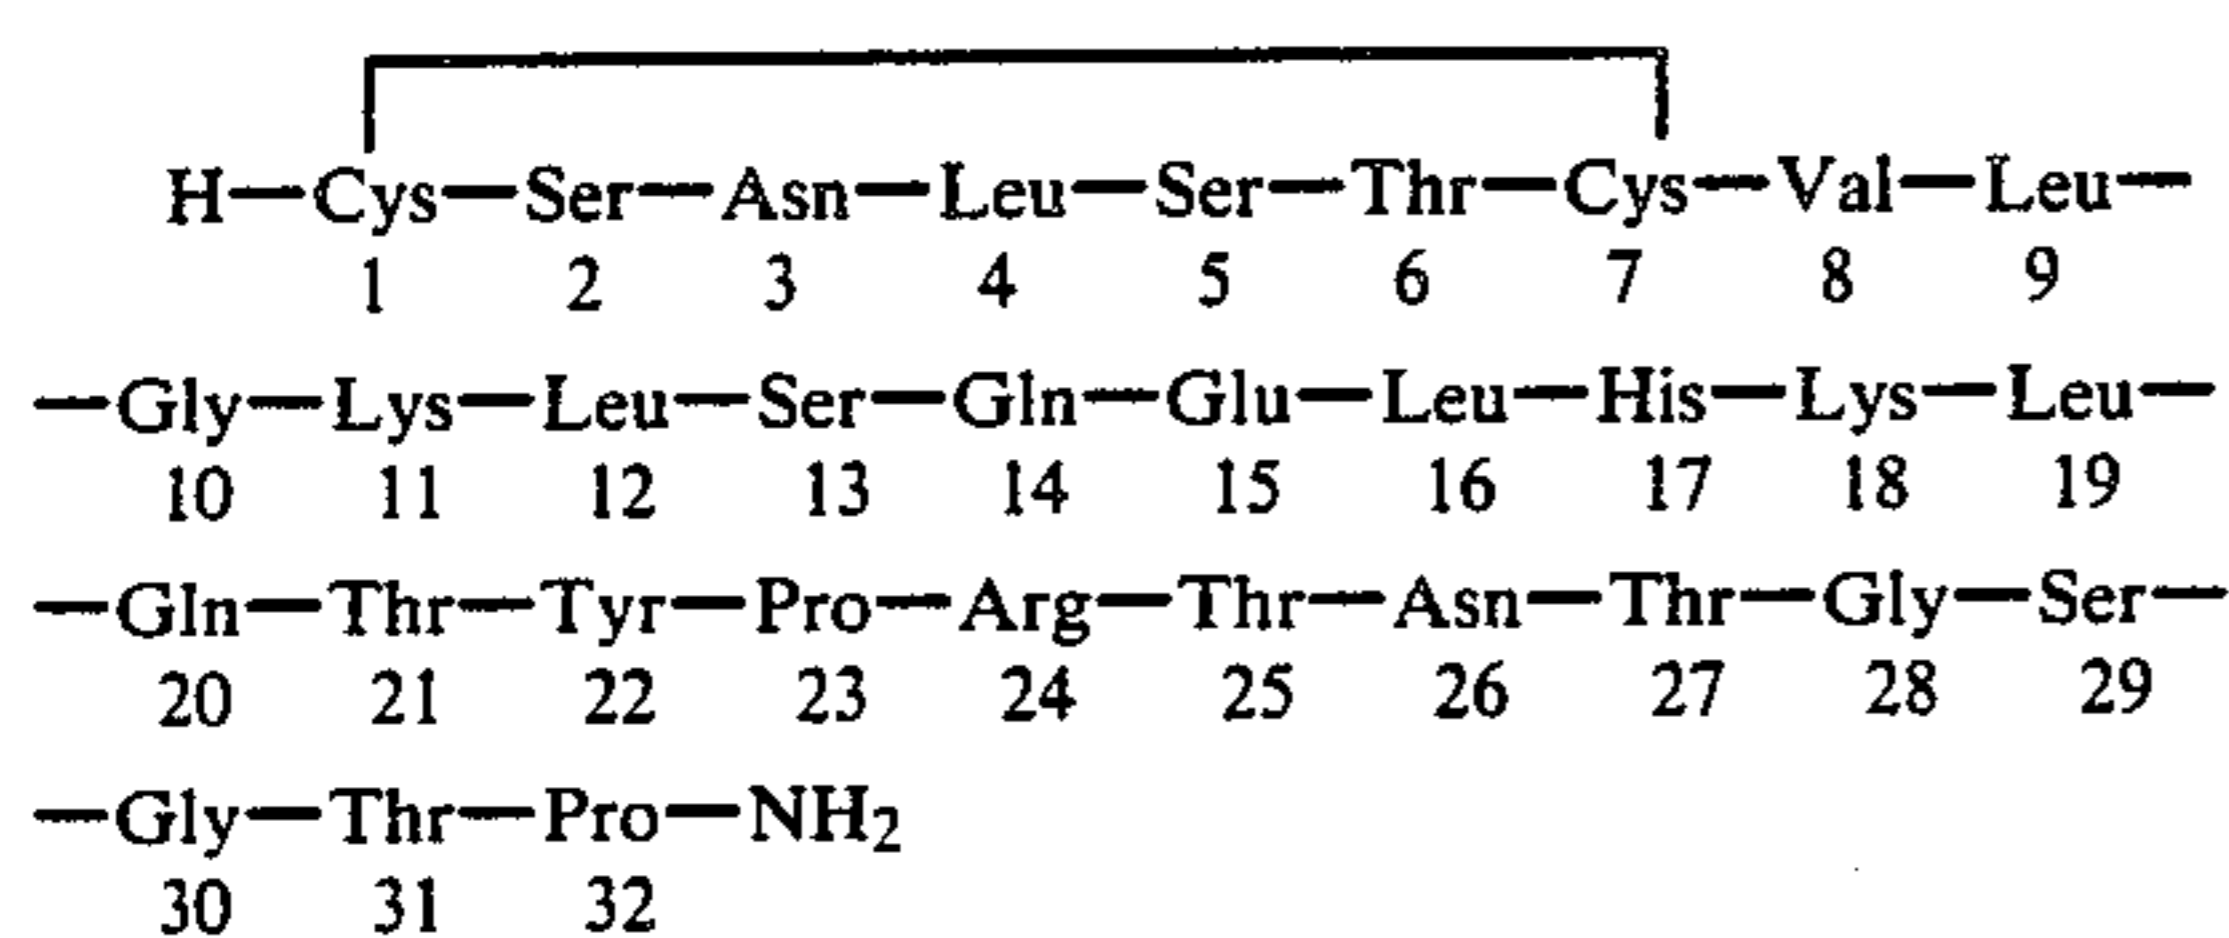 H—Cys—Ser—Asn—Leu—Ser—Thr—Cys—Val—Leu—
1 2 3 4 5 6 7 8 9
—Gly—Lys—Leu—Ser—Gln—Glu—Leu—His—Lys—Leu—
10 11 12 13 14 15 16 17 18 19
—Gln—Thr—Tyr—Pro—Arg—Thr—Asn—Thr—Gly—Ser—
20 21 22 23 24 25 26 27 28 29
—Gly—Thr—Pro—NH₂
30 31 32